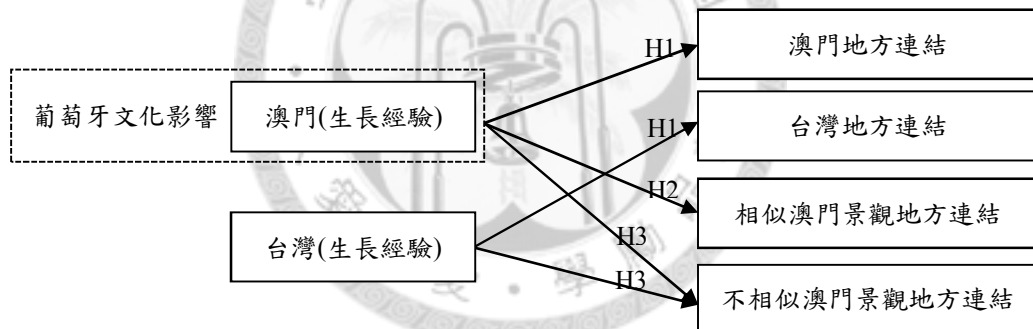 澳門地方連結
H1
葡萄牙文化影響
澳門(生長經驗)
台灣地方連結
H1
H2
相似澳門景觀地方連結
台灣(生長經驗)
H3
H3
不相似澳門景觀地方連結